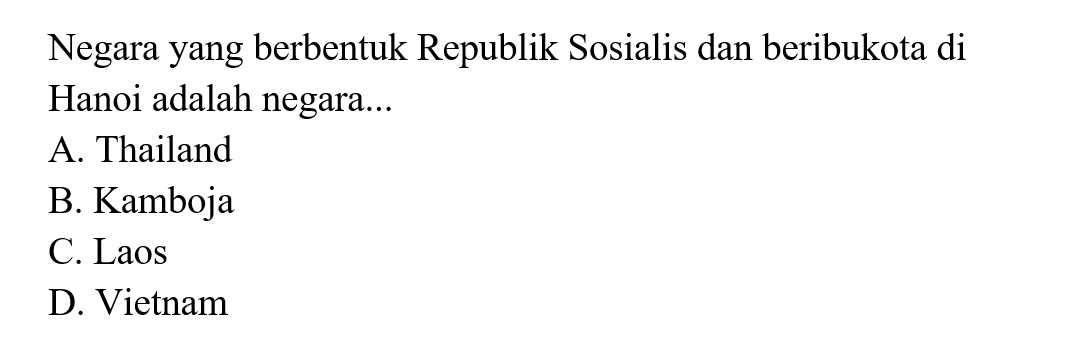 Negara yang berbentuk Republik Sosialis dan beribukota di
Hanoi adalah negara...
A. Thailand
B. Kamboja
C. Laos
D. Vietnam